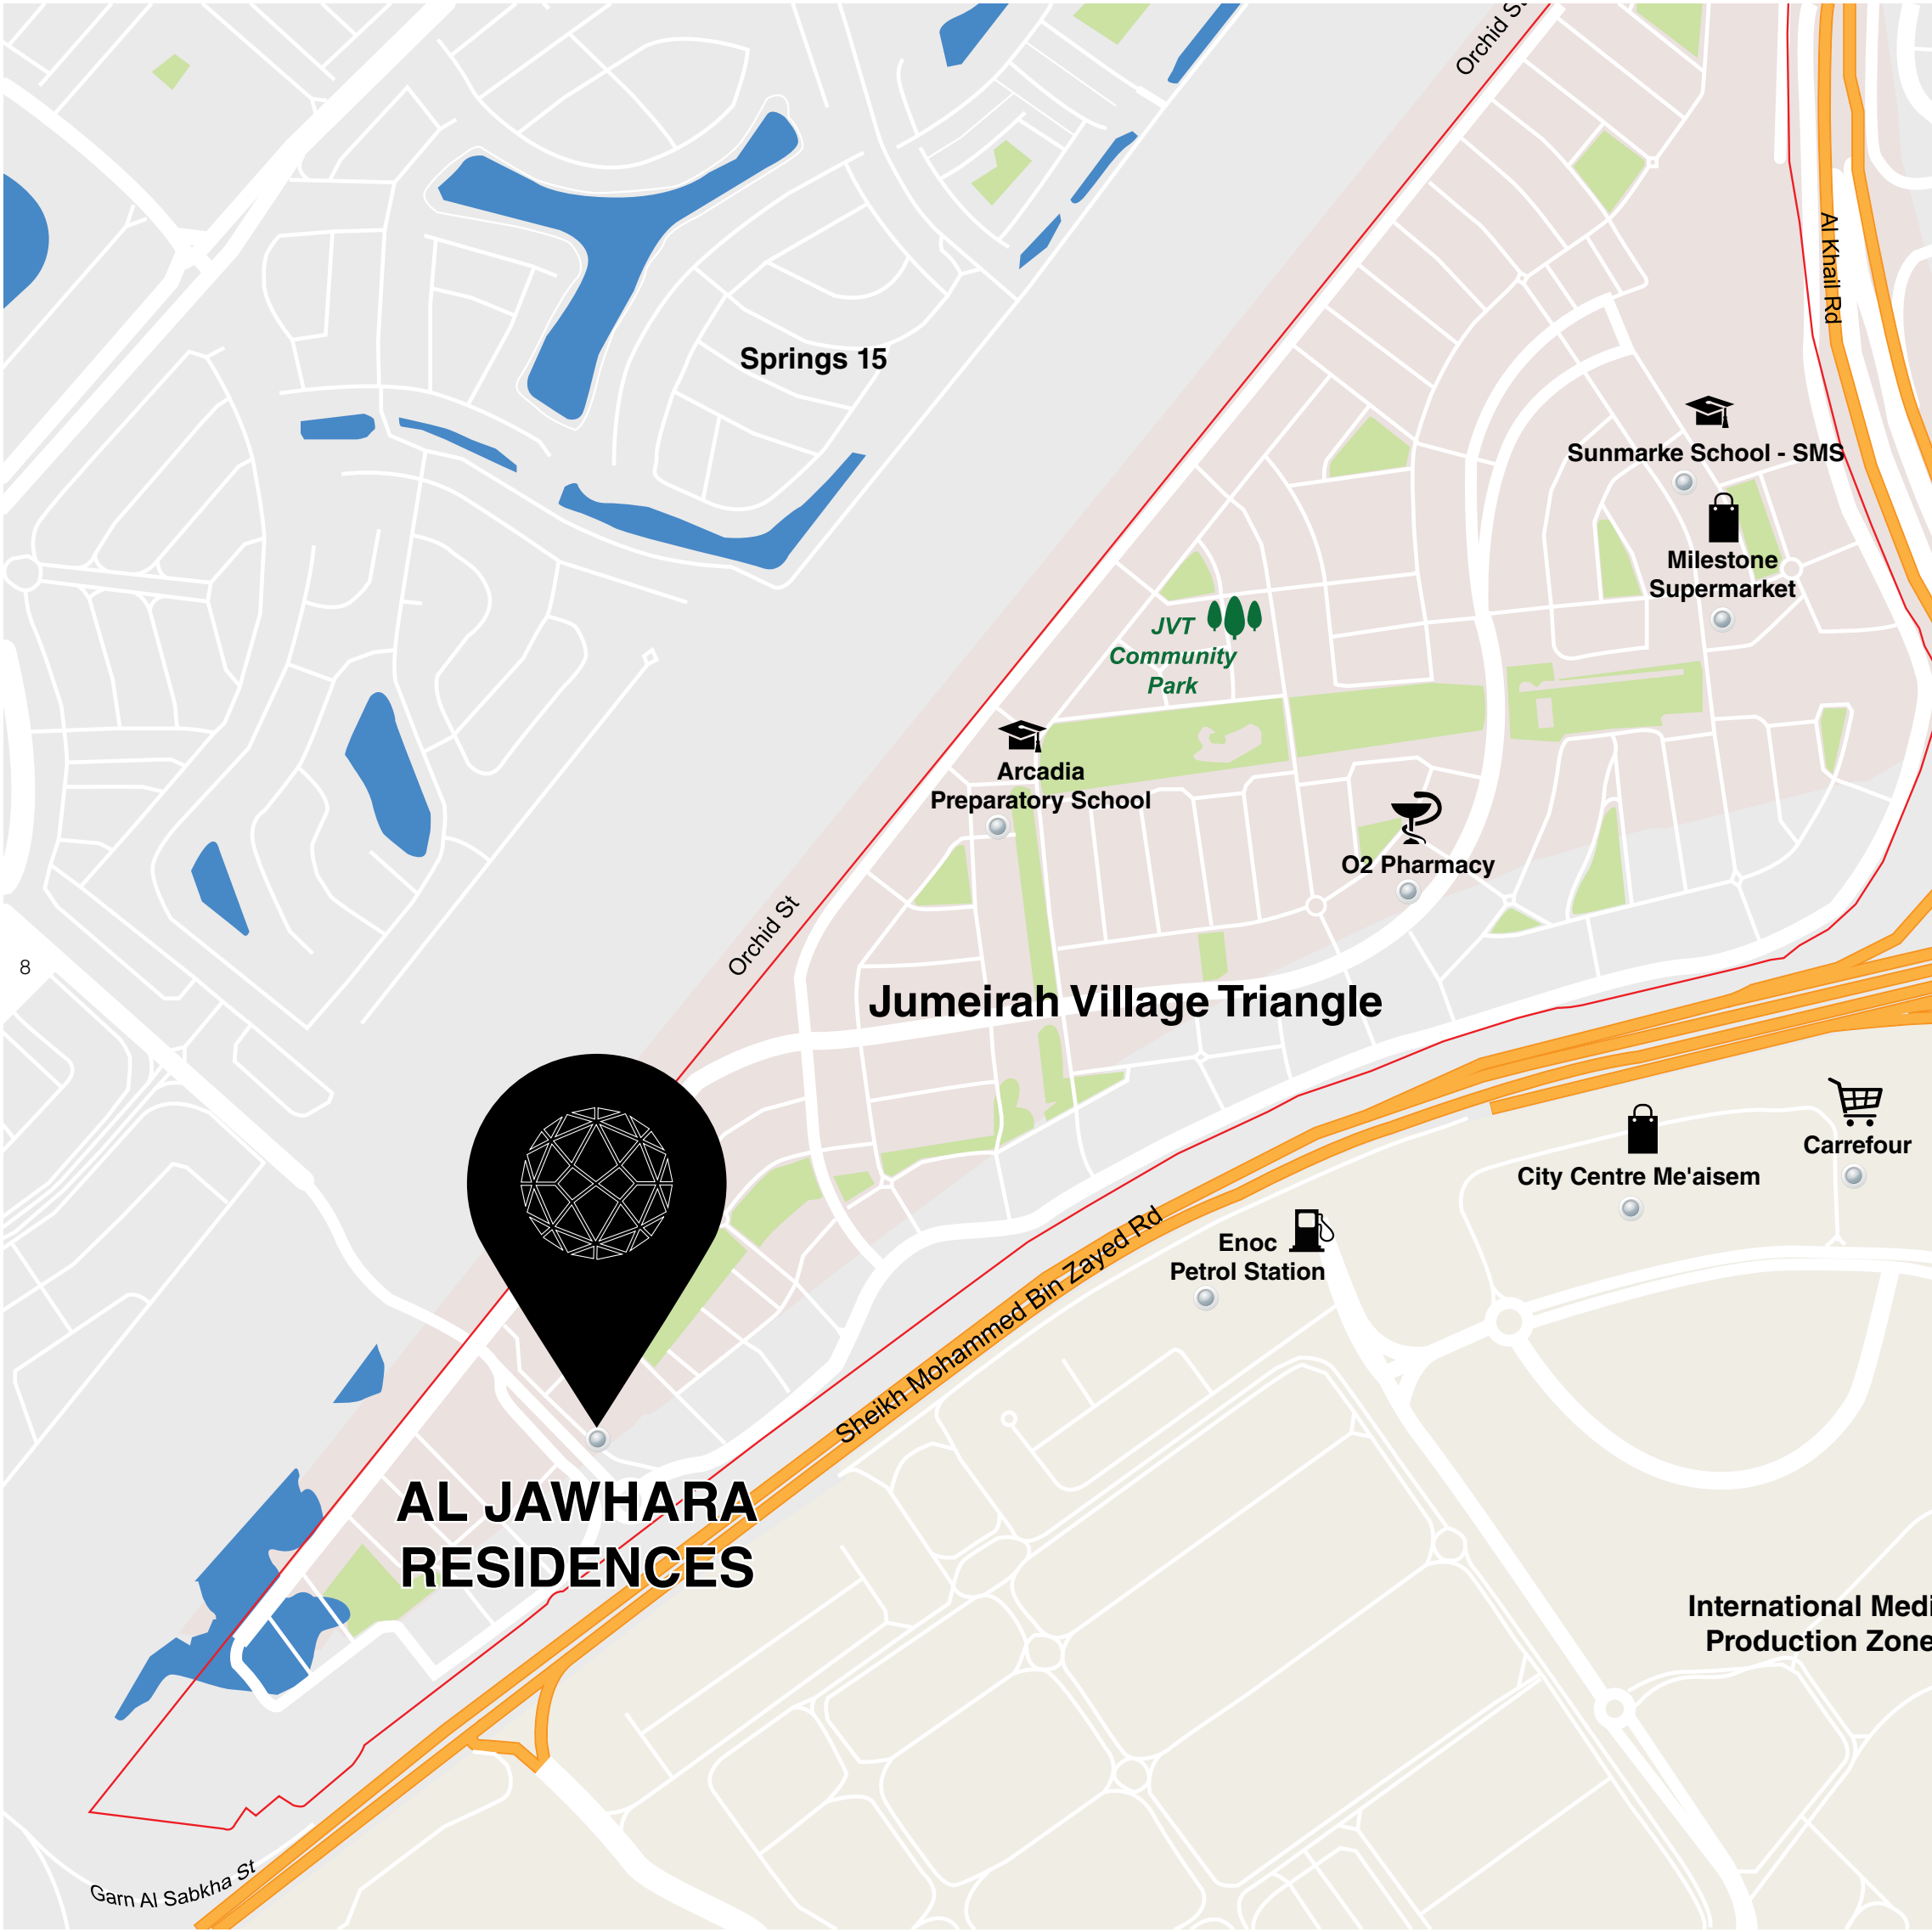 Orchid St
Al Khail Rd
Springs 15
Sunmarke School - SMS
Milestone
Supermarket
JVT
Community
Park
Arcadia
Preparatory School
O2 Pharmacy
Orchid St
8
Jumeirah Village Triangle
Carrefour
City Centre Me'aisem
Enoc
Petrol Station
Sheikh Mohammed Bin Zayed Rd
AL JAWHARA
RESIDENCES
International Medi
Production Zone
Garn Al Sabkha St